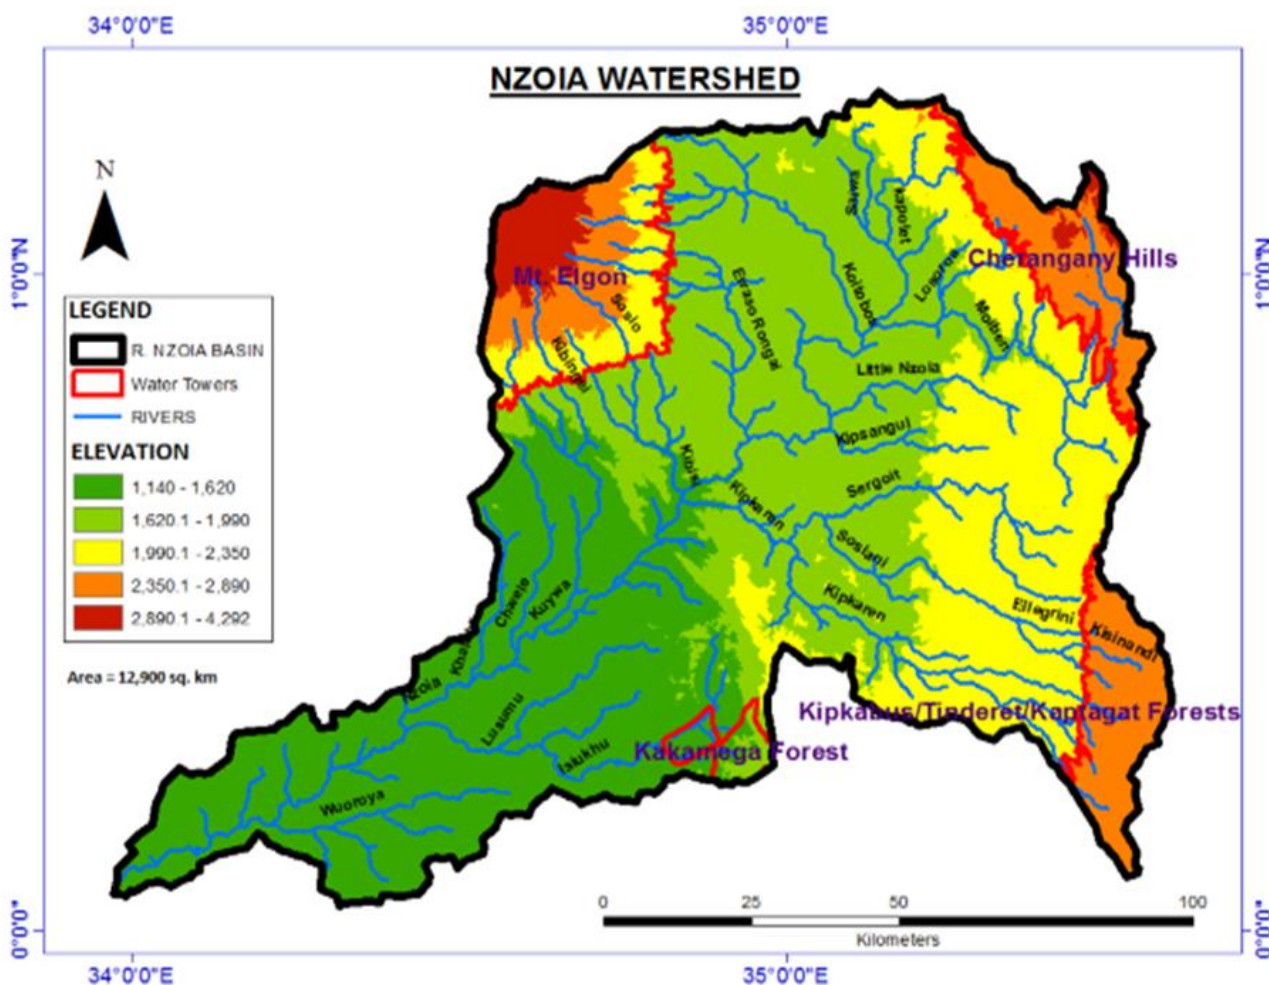 34°0'0"E
35°0'0"E
NZOIA WATERSHED
N
1°0'0"N
1°0'0"N
LEGEND
R. NZOIA BASIN
Water Towers
RIVERS
ELEVATION
1,140 - 1,620
1,620.1 - 1,990
1,990.1 - 2,350
2,350.1 - 2,890
2,890.1 - 4,292
Area = 12,900 sq. km
Mt. Elgon
Cherangany Hills
Saiwa
kapolet
Koitobos
Moiben
Sosio
Little Nzoia
Kipsangui
Kibisi
Kipkaren
Sergoit
Sosiani
Kipkaren
Ellegrini
Kisinandi
Chwele
Kuywa
Nzoia
Lusumu
Isiukhu
Wuoroya
Kipkabus/Tinderet/Kaptagat Forests
Kakamega Forest
0
25
50
100
Kilometers
0°0'0"
0°0'0"
34°0'0"E
35°0'0"E